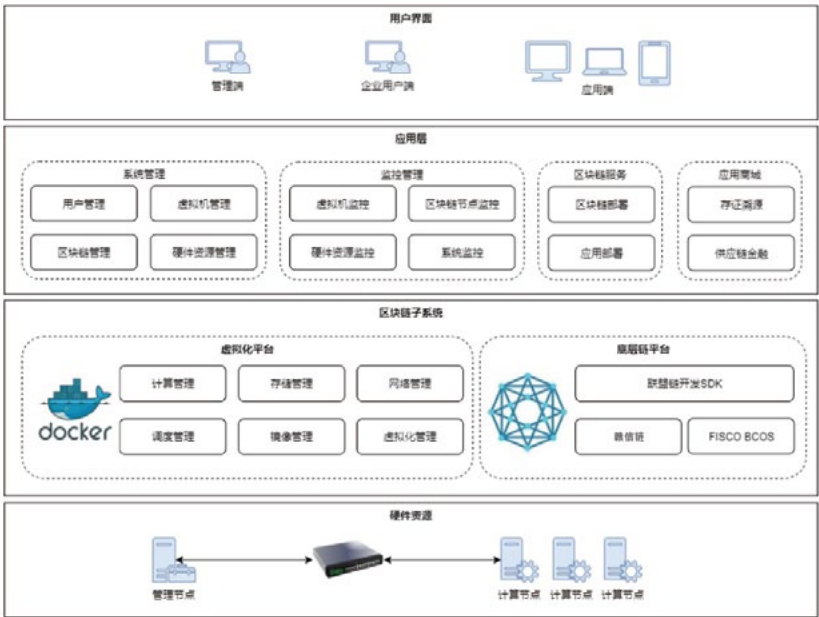 用户界面
管理端
企业用户端
应用端
应用层
系统管理
监控管理
区块链服务
应用商城
用户管理
虚拟机管理
虚拟机监控
区块链节点监控
区块链部署
存证溯源
区块链管理
硬件资源管理
硬件资源监控
系统监控
应用部署
供应链金融
区块链子系统
虚拟化平台
底层链平台
docker
计算管理
存储管理
网络管理
联盟链开发SDK
调度管理
镜像管理
虚拟化管理
微信链
FISCO BCOS
硬件资源
管理节点
计算节点
计算节点
计算节点